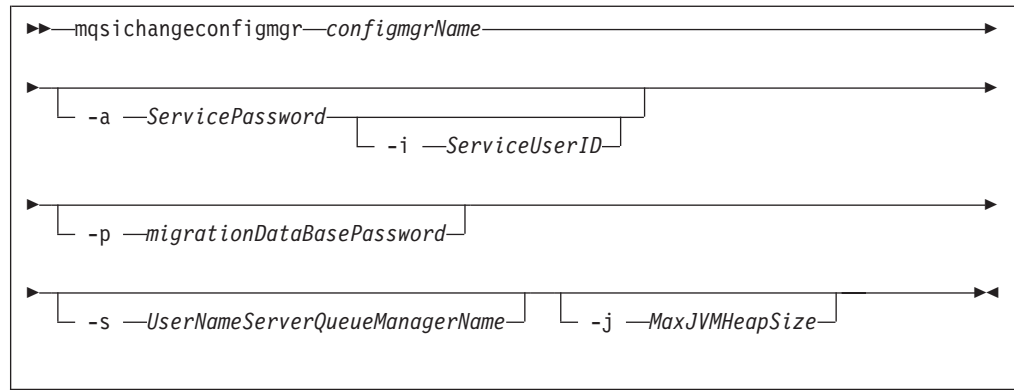 mqsichangeconfigmgr configmgrName
-a ServicePassword
-i ServiceUserID
-p migrationDataBasePassword
-s UserNameServerQueueManagerName -j MaxJVMHeapSize